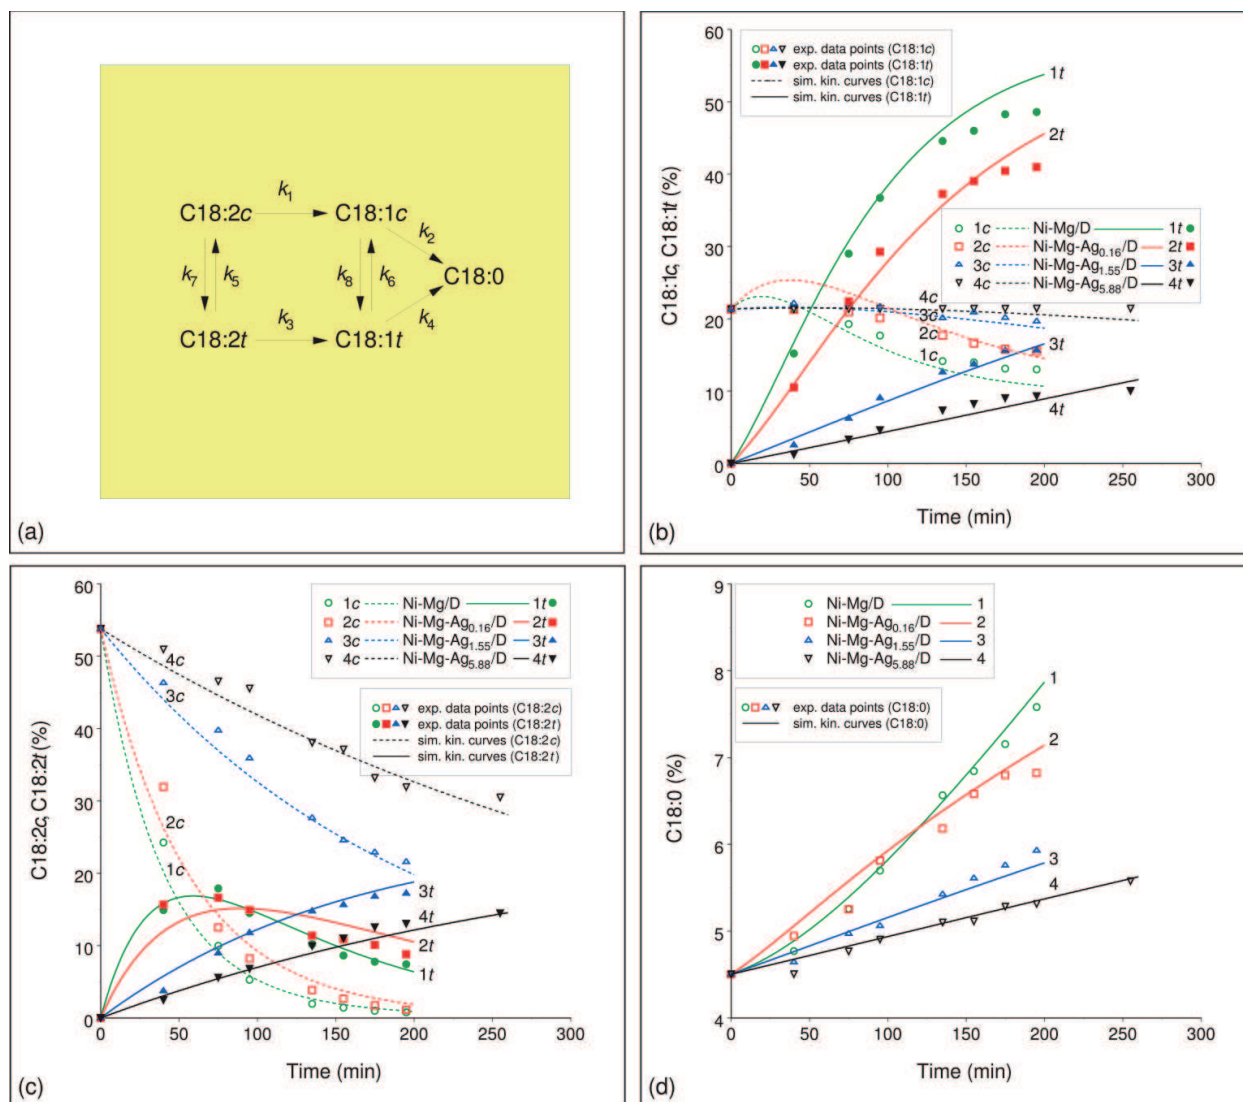 k1
C18:2c
C18:1c
k2
k7
k5
k8
k6
C18:0
k3
k4
C18:2t
C18:1t
(a)
60
50
40
30
20
10
0
C18:1c, C18:1t (%)
exp. data points (C18:1c)
exp. data points (C18:1t)
sim. kin. curves (C18:1c)
sim. kin. curves (C18:1t)
1t
2t
1c Ni-Mg/D 1t
2c Ni-Mg-Ag0.16/D 2t
3c Ni-Mg-Ag1.55/D 3t
4c Ni-Mg-Ag5.88/D 4t
4c
3c
2c
1c
3t
4t
0 50 100 150 200 250 300
Time (min)
(b)
60
50
40
30
20
10
0
C18:2c, C18:2t (%)
1c Ni-Mg/D 1t
2c Ni-Mg-Ag0.16/D 2t
3c Ni-Mg-Ag1.55/D 3t
4c Ni-Mg-Ag5.88/D 4t
exp. data points (C18:2c)
exp. data points (C18:2t)
sim. kin. curves (C18:2c)
sim. kin. curves (C18:2t)
4c
3c
2c
1c
3t
4t
2t
1t
0 50 100 150 200 250 300
Time (min)
(c)
9
8
7
6
5
4
C18:0 (%)
Ni-Mg/D 1
Ni-Mg-Ag0.16/D 2
Ni-Mg-Ag1.55/D 3
Ni-Mg-Ag5.88/D 4
exp. data points (C18:0)
sim. kin. curves (C18:0)
1
2
3
4
0 50 100 150 200 250 300
Time (min)
(d)